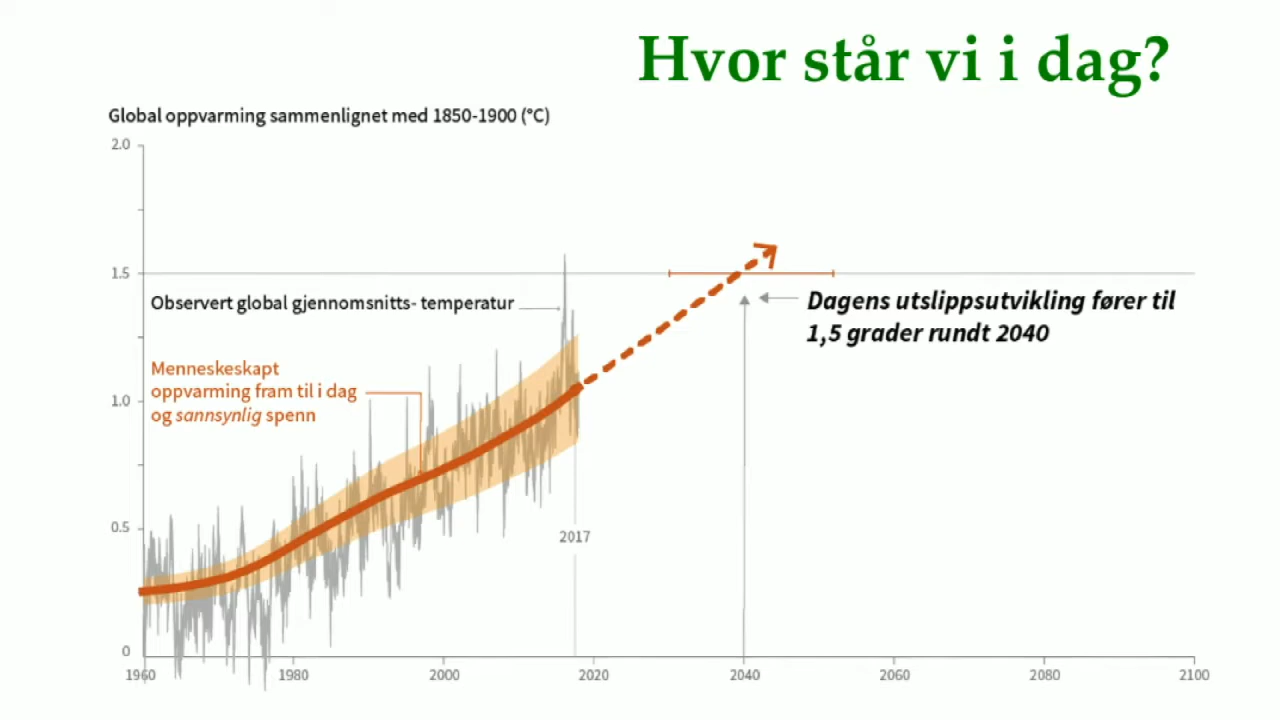 Hvor står vi i dag?
Global oppvarming sammenlignet med 1850-1900 (°C)
2.0
1.5
Observert global gjennomsnitts- temperatur
Dagens utslippsutvikling fører til
1,5 grader rundt 2040
Menneskeskapt
oppvarming fram til i dag
og sannsynlig spenn
1.0
0.5
2017
0
1960 1980 2000 2020 2040 2060 2080 2100